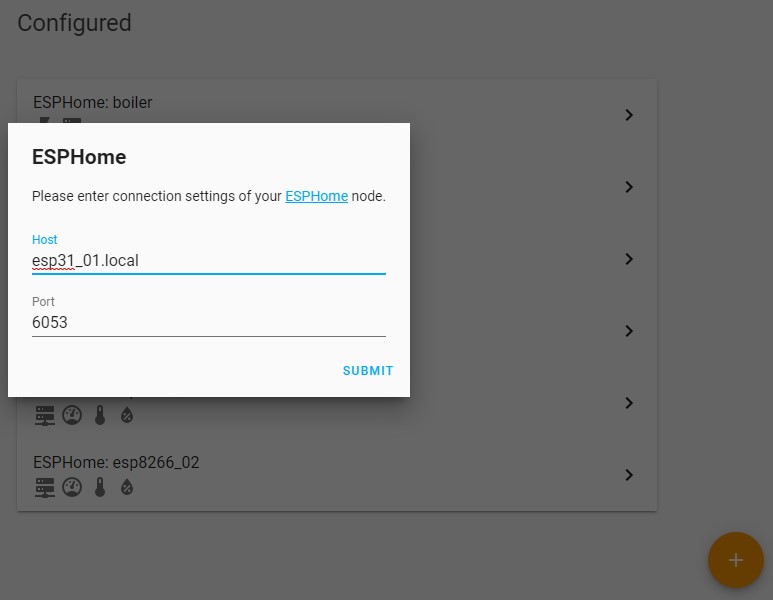 Configured
ESPHome: boiler
ESPHome
Please enter connection settings of your ESPHome node.
Host
esp31_01.local
Port
6053
SUBMIT
ESPHome: esp8266_02